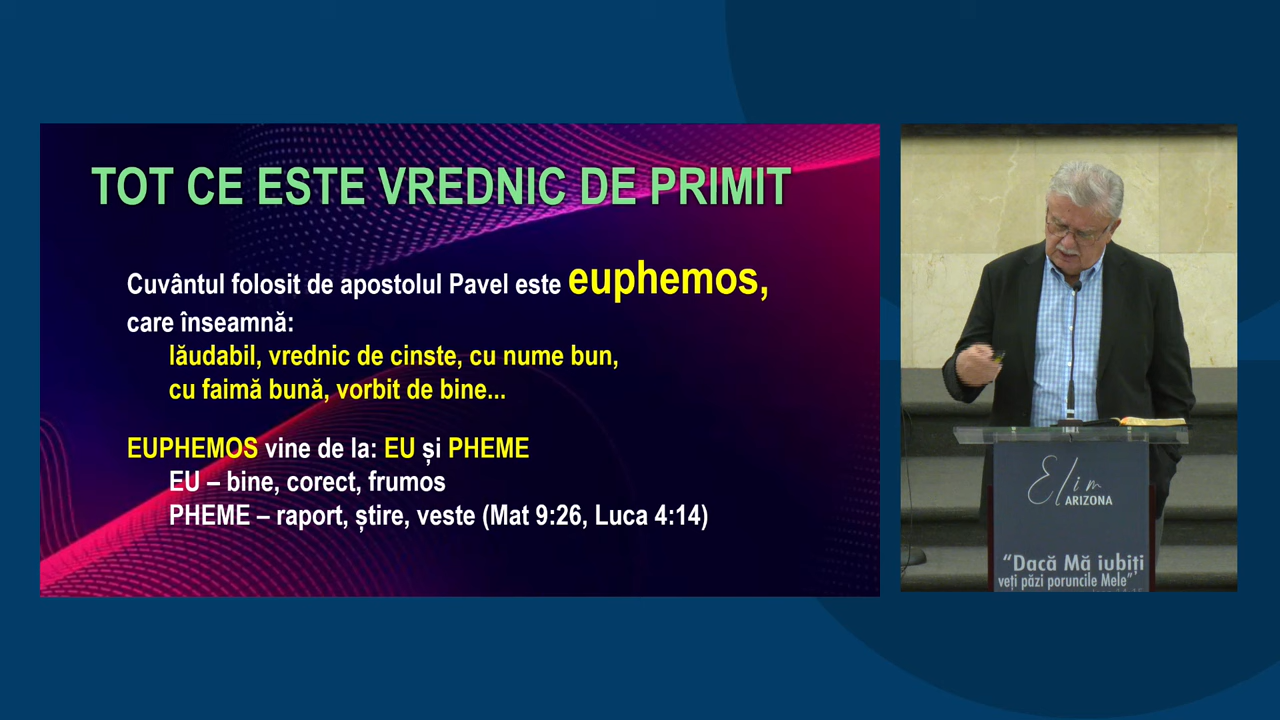 TOT CE ESTE VREDNIC DE PRIMIT
Cuvântul folosit de apostolul Pavel este euphemos,
care înseamnă:
lăudabil, vrednic de cinste, cu nume bun,
cu faimă bună, vorbit de bine...
EUPHEMOS vine de la: EU și PHEME
EU – bine, corect, frumos
PHEME – raport, știre, veste (Mat 9:26, Luca 4:14)
Elim
ARIZONA
“Dacă Mă iubiți
veți păzi poruncile Mele”,